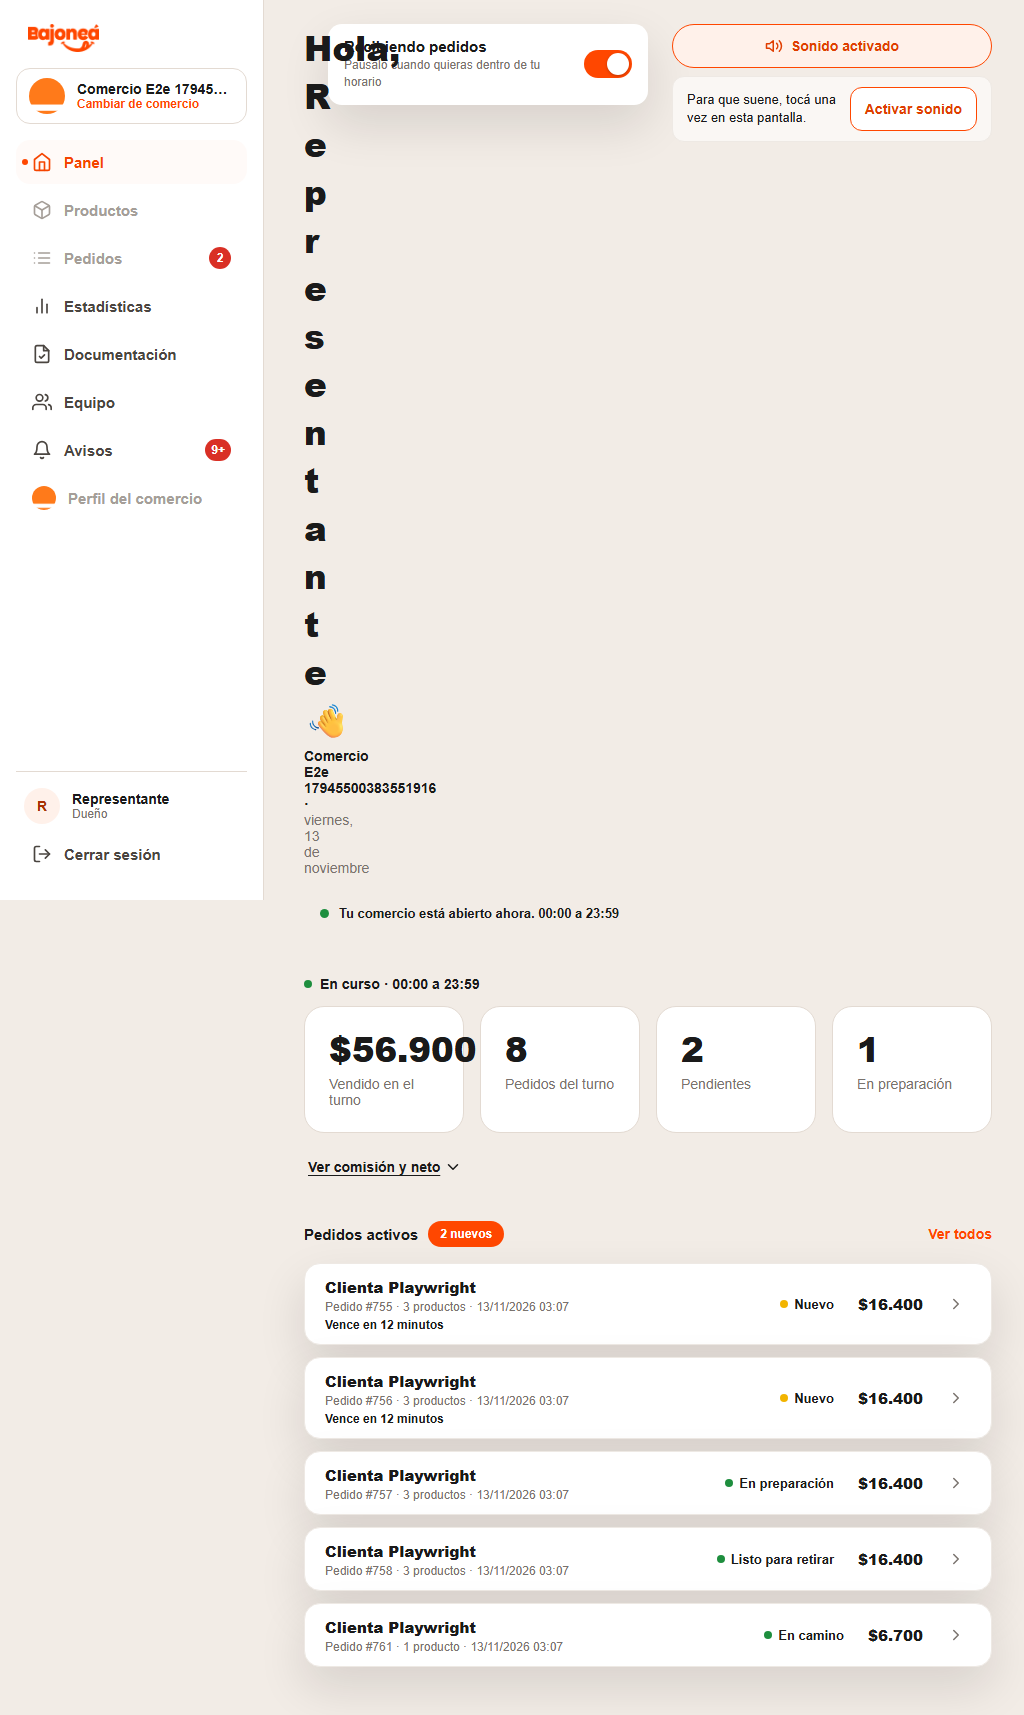 Bajoneá
Comercio E2e 17945…
Cambiar de comercio
Panel
Productos
Pedidos 2
Estadísticas
Documentación
Equipo
Avisos 9+
Perfil del comercio
R
Representante
Dueño
Cerrar sesión
Hola,
R
e
p
r
e
s
e
n
t
a
n
t
e
👋
Comercio
E2e
17945500383551916
·
viernes,
13
de
noviembre
Recibiendo pedidos
Pausalo cuando quieras dentro de tu
horario
Sonido activado
Para que suene, tocá una
vez en esta pantalla.
Activar sonido
Tu comercio está abierto ahora. 00:00 a 23:59
En curso · 00:00 a 23:59
$56.900
Vendido en el
turno
8
Pedidos del turno
2
Pendientes
1
En preparación
Ver comisión y neto
Pedidos activos 2 nuevos Ver todos
Clienta Playwright
Pedido #755 · 3 productos · 13/11/2026 03:07
Vence en 12 minutos
Nuevo $16.400
Clienta Playwright
Pedido #756 · 3 productos · 13/11/2026 03:07
Vence en 12 minutos
Nuevo $16.400
Clienta Playwright
Pedido #757 · 3 productos · 13/11/2026 03:07
En preparación $16.400
Clienta Playwright
Pedido #758 · 3 productos · 13/11/2026 03:07
Listo para retirar $16.400
Clienta Playwright
Pedido #761 · 1 producto · 13/11/2026 03:07
En camino $6.700